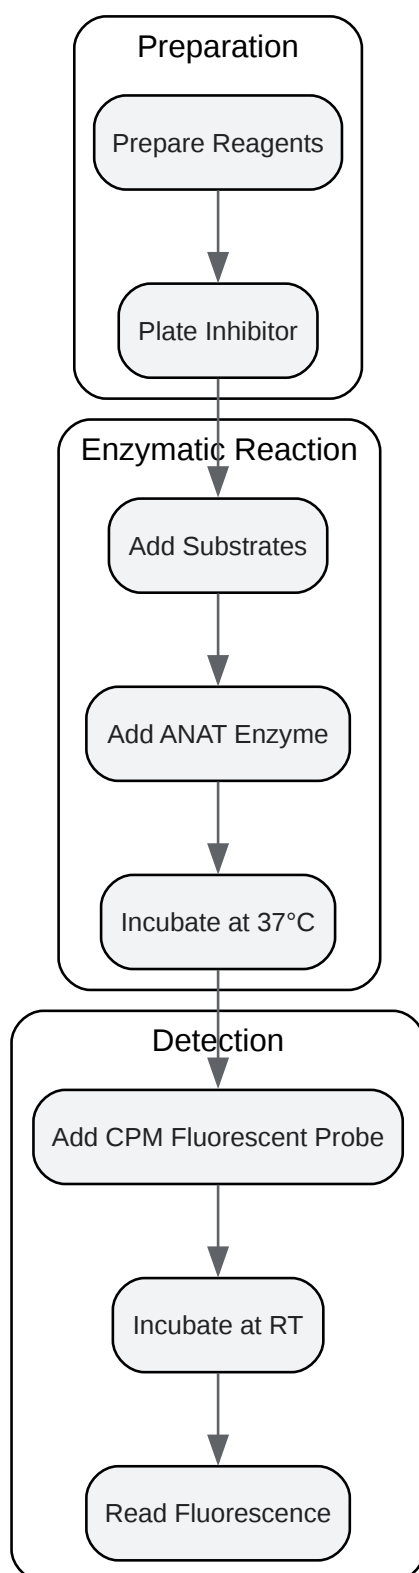 Preparation
Prepare Reagents
Plate Inhibitor
Enzymatic Reaction
Add Substrates
Add ANAT Enzyme
Incubate at 37°C
Detection
Add CPM Fluorescent Probe
Incubate at RT
Read Fluorescence